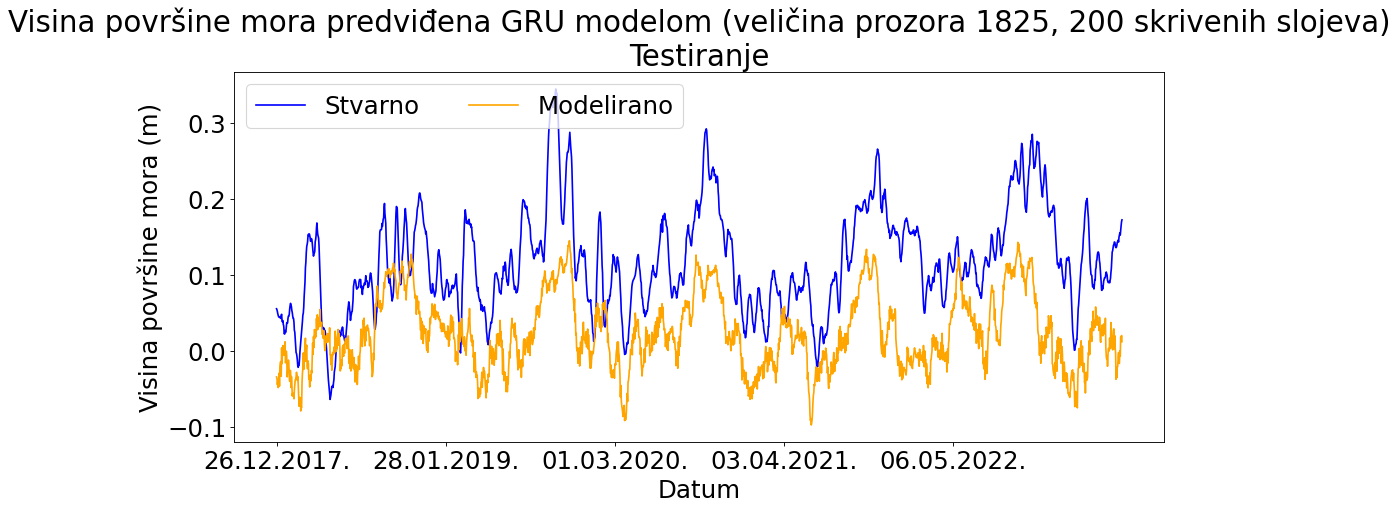 Visina površine mora predviđena GRU modelom (veličina prozora 1825, 200 skrivenih slojeva)
Testiranje
Stvarno
Modelirano
Visina površine mora (m)
0.3
0.2
0.1
0.0
−0.1
26.12.2017.
28.01.2019.
01.03.2020.
03.04.2021.
06.05.2022.
Datum